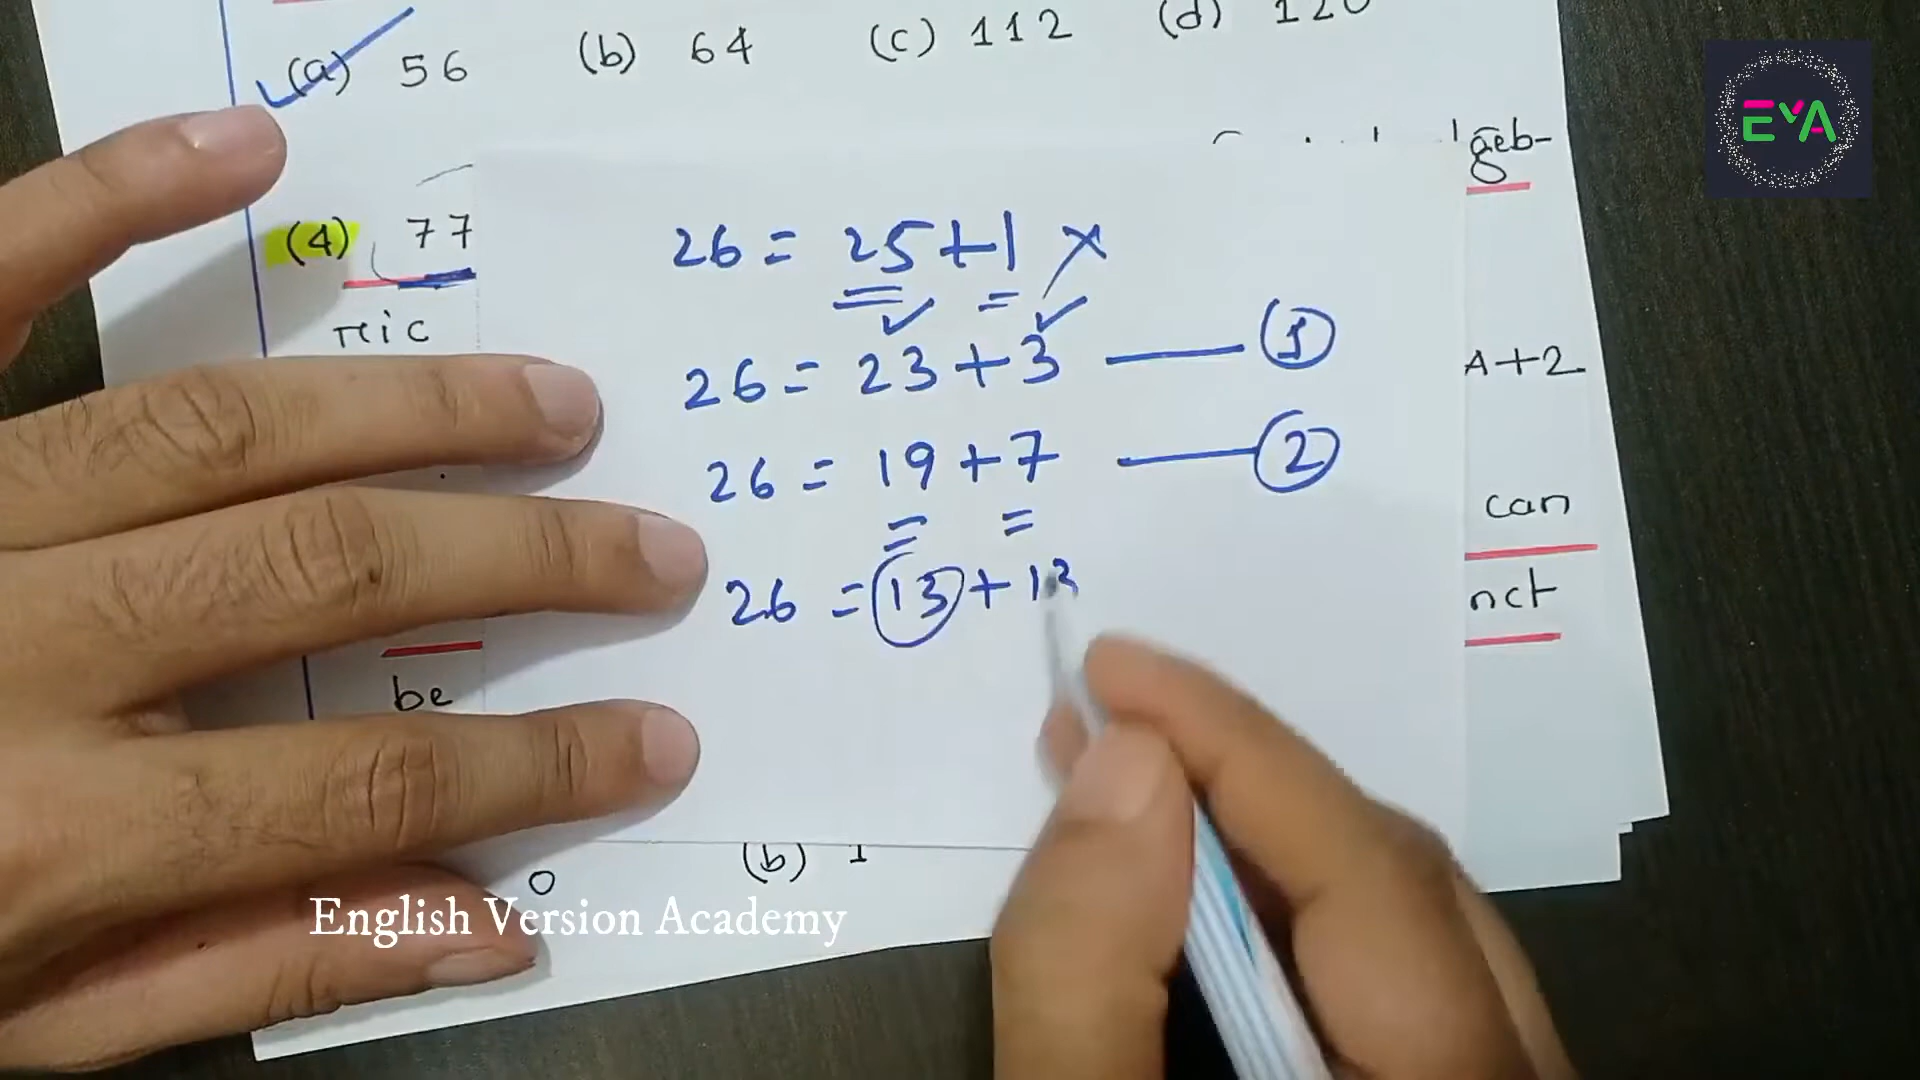 (a) 56 (b) 64 (c) 112 (d) 120
EYA
geb-
(4) 77
26 = 25+1 ×
ric
26 = 23+3 — 1
A+2
26 = 19+7 — 2
can
26 = 13+13
nct
be
0 (b) 1
English Version Academy